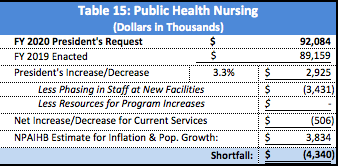 Table 15: Public Health Nursing
(Dollars in Thousands)
FY 2020 President's Request $ 92,084
FY 2019 Enacted $ 89,159
President's Increase/Decrease 3.3% $ 2,925
Less Phasing in Staff at New Facilities $ (3,431)
Less Resources for Program Increases $ -
Net Increase/Decrease for Current Services $ (506)
NPAIHB Estimate for Inflation & Pop. Growth: $ 3,834
Shortfall: $ (4,340)